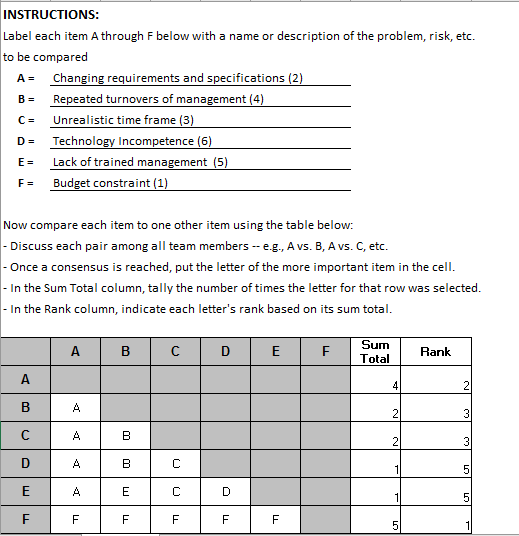 INSTRUCTIONS:
Label each item A through F below with a name or description of the problem, risk, etc.
to be compared
A = Changing requirements and specifications (2)
B = Repeated turnovers of management (4)
C = Unrealistic time frame (3)
D = Technology Incompetence (6)
E = Lack of trained management (5)
F = Budget constraint (1)
Now compare each item to one other item using the table below:
- Discuss each pair among all team members -- e.g., A vs. B, A vs. C, etc.
- Once a consensus is reached, put the letter of the more important item in the cell.
- In the Sum Total column, tally the number of times the letter for that row was selected.
- In the Rank column, indicate each letter's rank based on its sum total.
A B C D E F Sum Total Rank
A 4 2
B A 2 3
C A B 2 3
D A B C 1 5
E A E C D 1 5
F F F F F F 5 1